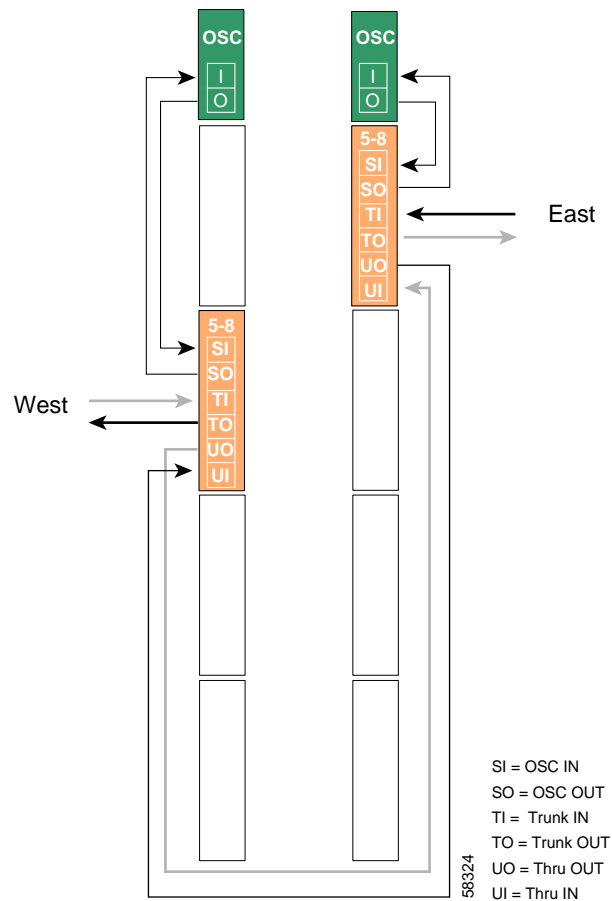 OSC
I
O
OSC
I
O
5-8
SI
SO
TI
TO
UO
UI
East
5-8
SI
SO
TI
TO
UO
UI
West
SI = OSC IN
SO = OSC OUT
TI = Trunk IN
TO = Trunk OUT
UO = Thru OUT
UI = Thru IN
58324